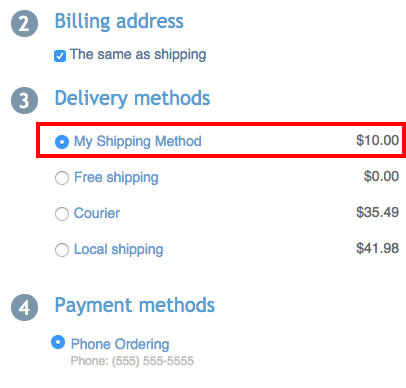 2 Billing address
The same as shipping
3 Delivery methods
My Shipping Method $10.00
Free shipping $0.00
Courier $35.49
Local shipping $41.98
4 Payment methods
Phone Ordering
Phone: (555) 555-5555